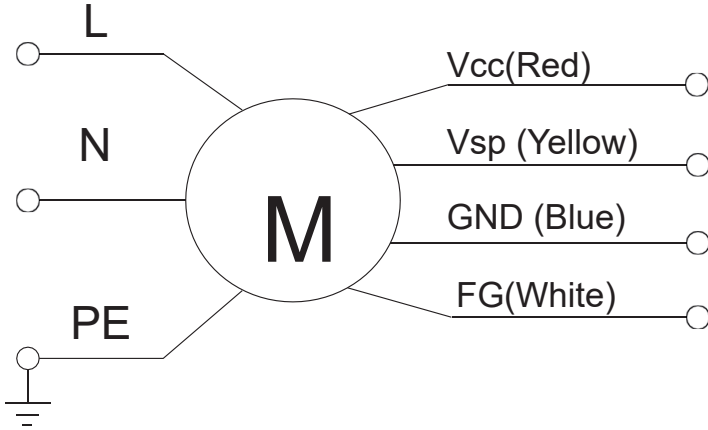 L
N
PE
M
Vcc(Red)
Vsp (Yellow)
GND (Blue)
FG(White)